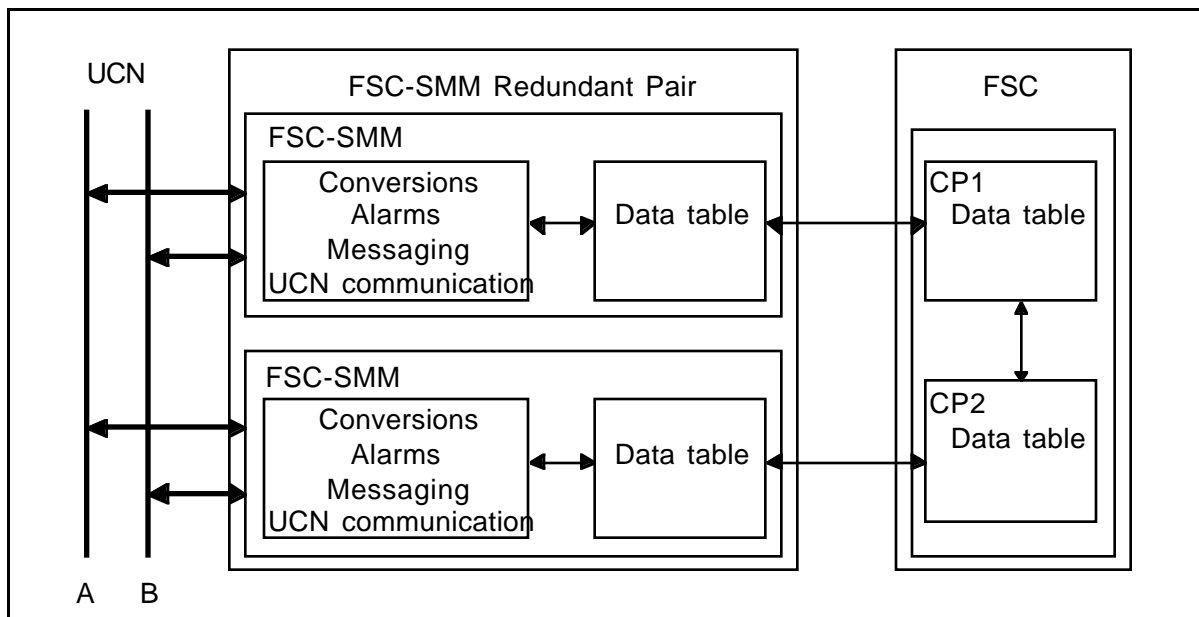 UCN
FSC-SMM Redundant Pair
FSC
FSC-SMM
Conversions
Alarms
Messaging
UCN communication
Data table
CP1
Data table
FSC-SMM
Conversions
Alarms
Messaging
UCN communication
Data table
CP2
Data table
A B